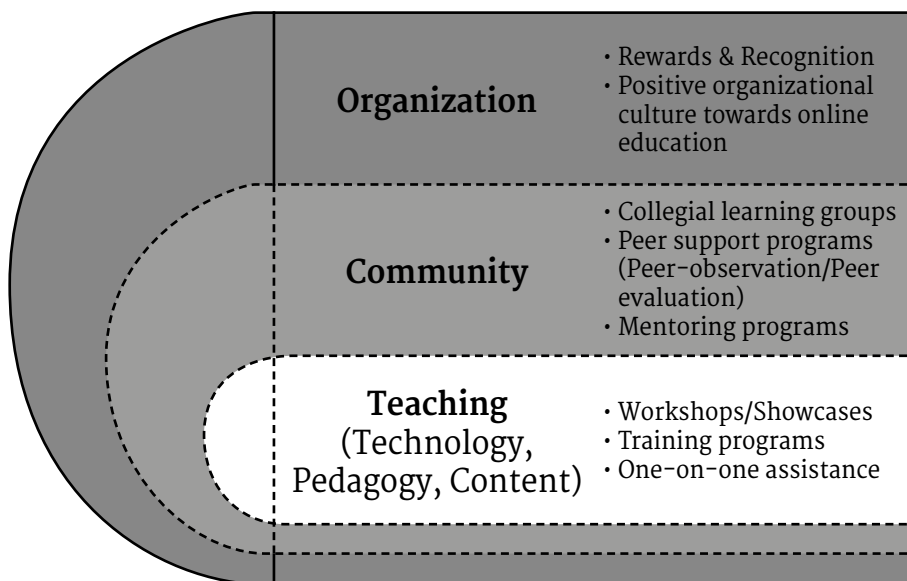 Organization
• Rewards & Recognition
• Positive organizational
culture towards online
education
Community
• Collegial learning groups
• Peer support programs
(Peer-observation/Peer
evaluation)
• Mentoring programs
Teaching
(Technology,
Pedagogy, Content)
• Workshops/Showcases
• Training programs
• One-on-one assistance